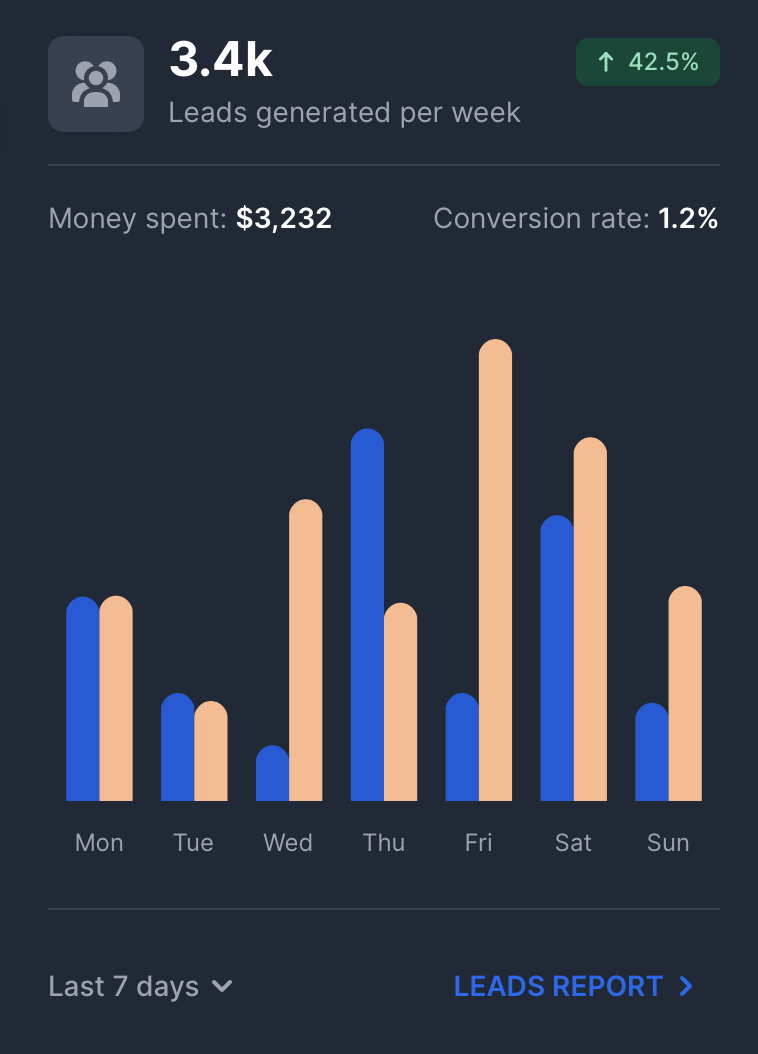 3.4k
42.5%
Leads generated per week
Money spent: $3,232
Conversion rate: 1.2%
Mon Tue Wed Thu Fri Sat Sun
Last 7 days
LEADS REPORT